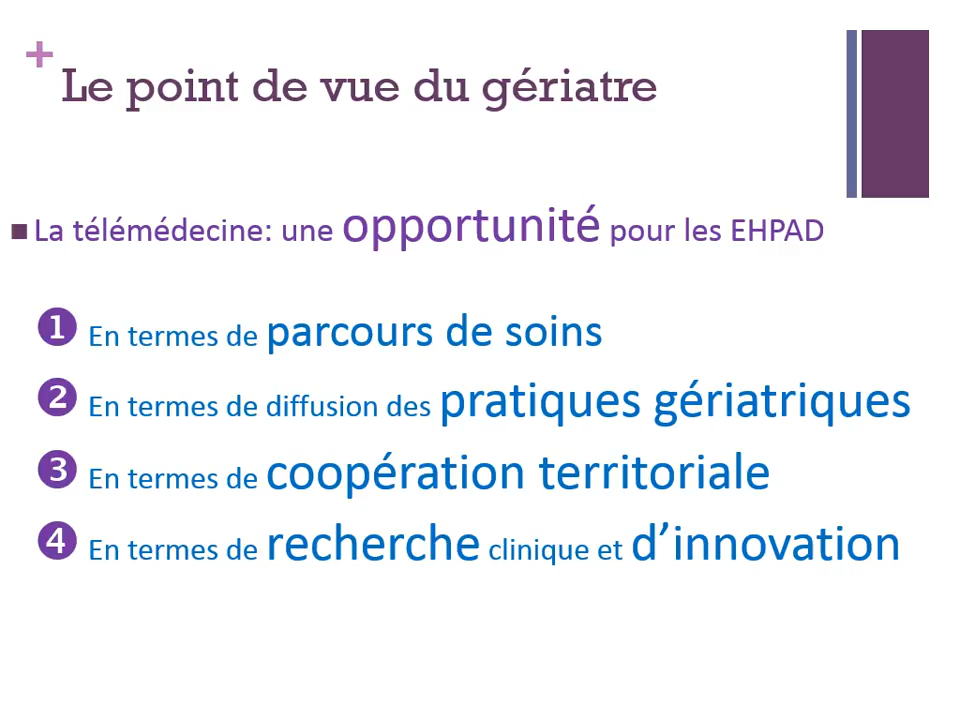 +
Le point de vue du gériatre
■ La télémédecine: une opportunité pour les EHPAD
❶ En termes de parcours de soins
❷ En termes de diffusion des pratiques gériatriques
❸ En termes de coopération territoriale
❹ En termes de recherche clinique et d’innovation